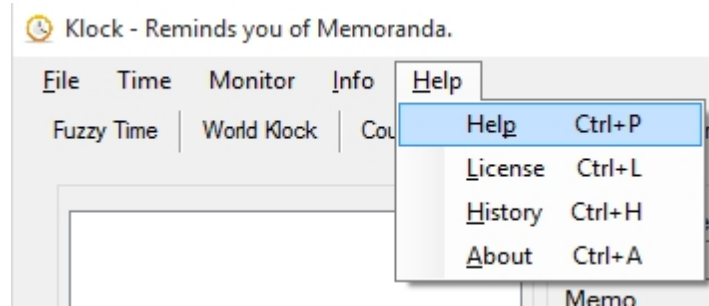 Klock - Reminds you of Memoranda.
File Time Monitor Info Help
Fuzzy Time World Klock
Help Ctrl+P
License Ctrl+L
History Ctrl+H
About Ctrl+A
Memo